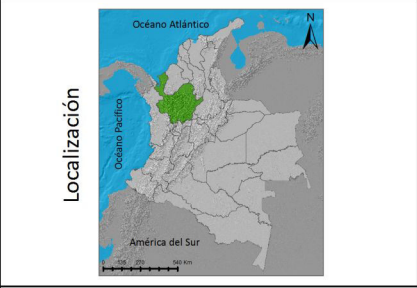 Localización
Océano Atlántico
N
Océano Pacífico
América del Sur
0 135 270 540 Km